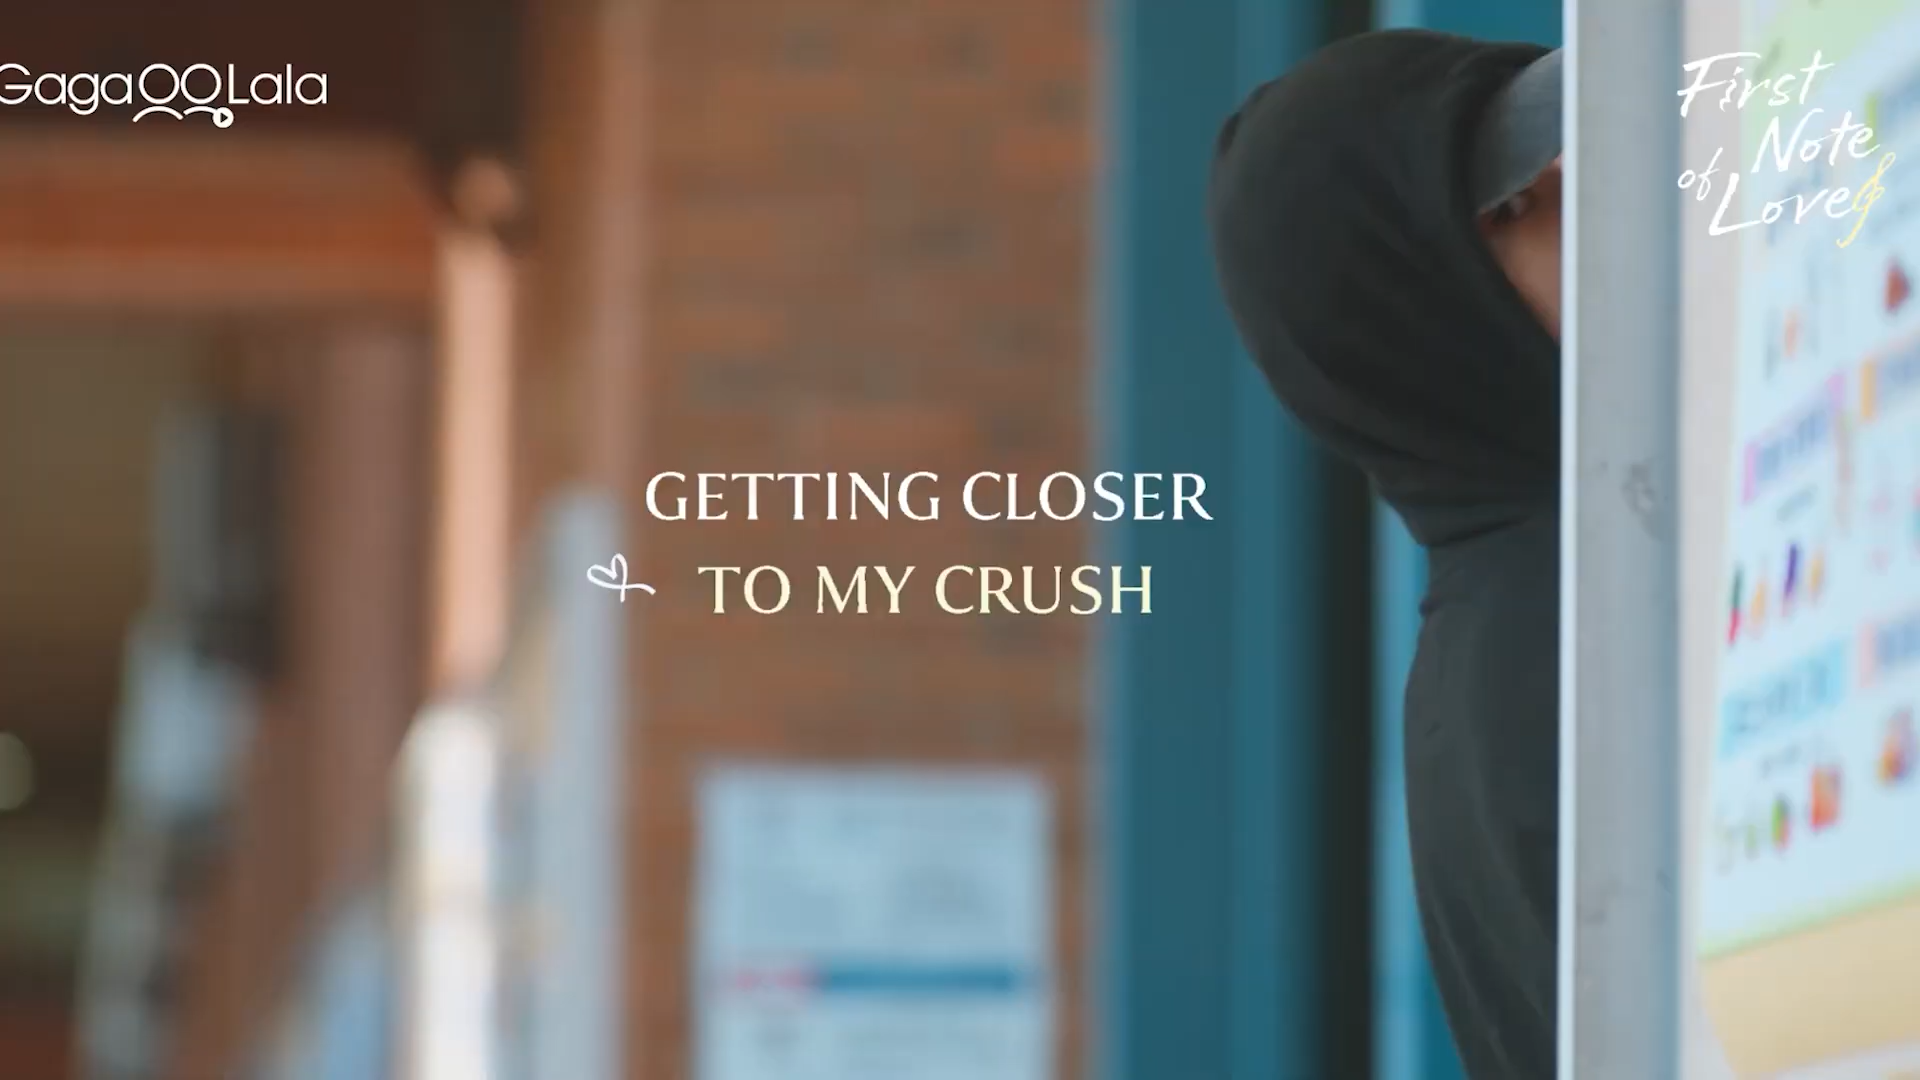 GagaOOLala
First
Note
of Love
GETTING CLOSER
TO MY CRUSH